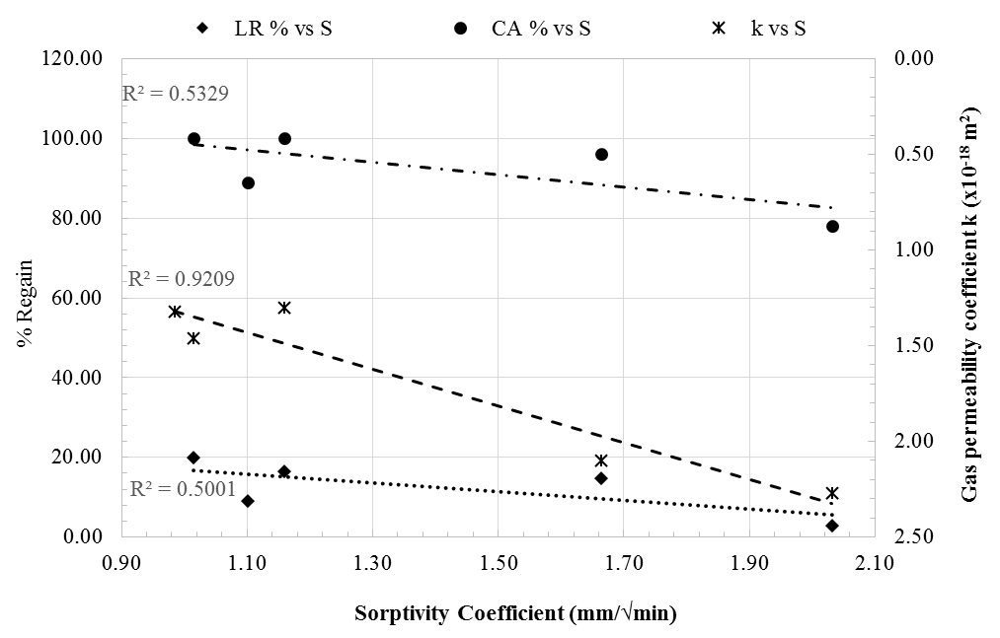 LR % vs S
CA % vs S
k vs S
120.00
100.00
80.00
60.00
40.00
20.00
0.00
% Regain
R² = 0.5329
R² = 0.9209
R² = 0.5001
0.00
0.50
1.00
1.50
2.00
2.50
Gas permeability coefficient k (x10⁻¹⁸ m²)
0.90
1.10
1.30
1.50
1.70
1.90
2.10
Sorptivity Coefficient (mm/√min)